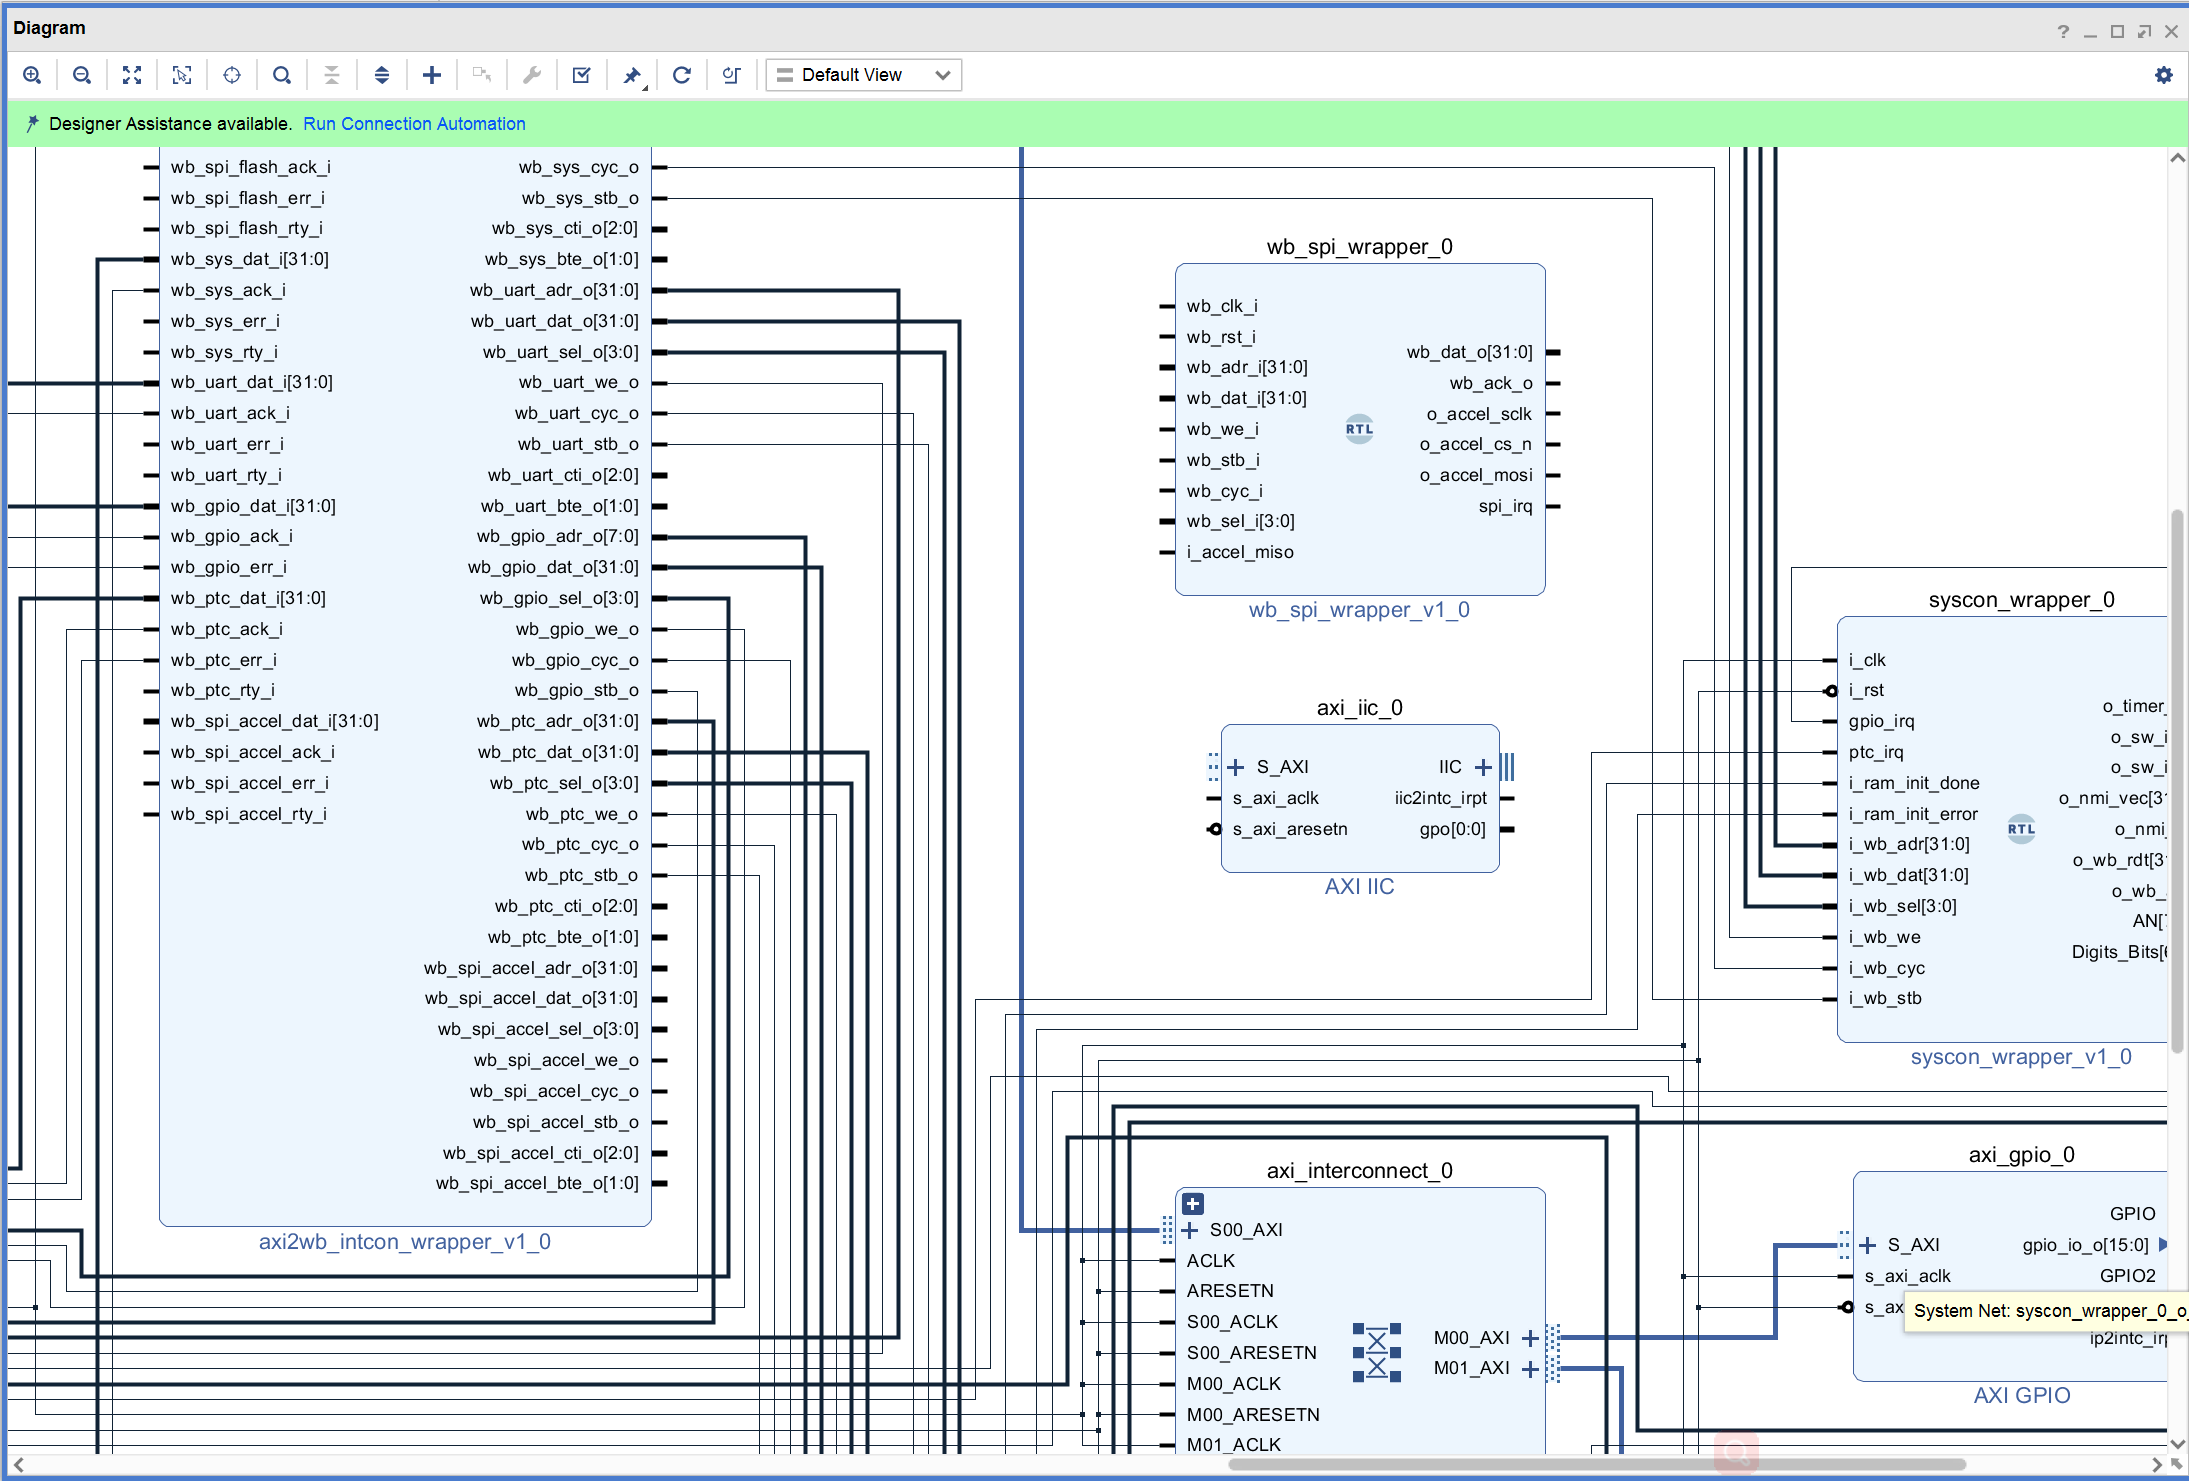 Diagram
Default View
Designer Assistance available. Run Connection Automation
wb_spi_flash_ack_i
wb_spi_flash_err_i
wb_spi_flash_rty_i
wb_sys_dat_i[31:0]
wb_sys_ack_i
wb_sys_err_i
wb_sys_rty_i
wb_uart_dat_i[31:0]
wb_uart_ack_i
wb_uart_err_i
wb_uart_rty_i
wb_gpio_dat_i[31:0]
wb_gpio_ack_i
wb_gpio_err_i
wb_ptc_dat_i[31:0]
wb_ptc_ack_i
wb_ptc_err_i
wb_ptc_rty_i
wb_spi_accel_dat_i[31:0]
wb_spi_accel_ack_i
wb_spi_accel_err_i
wb_spi_accel_rty_i
wb_sys_cyc_o
wb_sys_stb_o
wb_sys_cti_o[2:0]
wb_sys_bte_o[1:0]
wb_uart_adr_o[31:0]
wb_uart_dat_o[31:0]
wb_uart_sel_o[3:0]
wb_uart_we_o
wb_uart_cyc_o
wb_uart_stb_o
wb_uart_cti_o[2:0]
wb_uart_bte_o[1:0]
wb_gpio_adr_o[7:0]
wb_gpio_dat_o[31:0]
wb_gpio_sel_o[3:0]
wb_gpio_we_o
wb_gpio_cyc_o
wb_gpio_stb_o
wb_ptc_adr_o[31:0]
wb_ptc_dat_o[31:0]
wb_ptc_sel_o[3:0]
wb_ptc_we_o
wb_ptc_cyc_o
wb_ptc_stb_o
wb_ptc_cti_o[2:0]
wb_ptc_bte_o[1:0]
wb_spi_accel_adr_o[31:0]
wb_spi_accel_dat_o[31:0]
wb_spi_accel_sel_o[3:0]
wb_spi_accel_we_o
wb_spi_accel_cyc_o
wb_spi_accel_stb_o
wb_spi_accel_cti_o[2:0]
wb_spi_accel_bte_o[1:0]
axi2wb_intcon_wrapper_v1_0
wb_spi_wrapper_0
wb_clk_i
wb_rst_i
wb_adr_i[31:0]
wb_dat_i[31:0]
wb_we_i
wb_stb_i
wb_cyc_i
wb_sel_i[3:0]
i_accel_miso
RTL
wb_dat_o[31:0]
wb_ack_o
o_accel_sclk
o_accel_cs_n
o_accel_mosi
spi_irq
wb_spi_wrapper_v1_0
axi_iic_0
S_AXI
s_axi_aclk
s_axi_aresetn
IIC
iic2intc_irpt
gpo[0:0]
AXI IIC
axi_interconnect_0
S00_AXI
ACLK
ARESETN
S00_ACLK
S00_ARESETN
M00_ACLK
M00_ARESETN
M01_ACLK
M00_AXI
M01_AXI
syscon_wrapper_0
i_clk
i_rst
gpio_irq
ptc_irq
i_ram_init_done
i_ram_init_error
i_wb_adr[31:0]
i_wb_dat[31:0]
i_wb_sel[3:0]
i_wb_we
i_wb_cyc
i_wb_stb
RTL
o_timer_
o_sw_i
o_sw_i
o_nmi_vec[31
o_nmi_
o_wb_rdt[31
o_wb_
AN[7
Digits_Bits[6
syscon_wrapper_v1_0
axi_gpio_0
S_AXI
s_axi_aclk
s_ax
GPIO
gpio_io_o[15:0]
GPIO2
System Net: syscon_wrapper_0_o_
ip2intc_irp
AXI GPIO